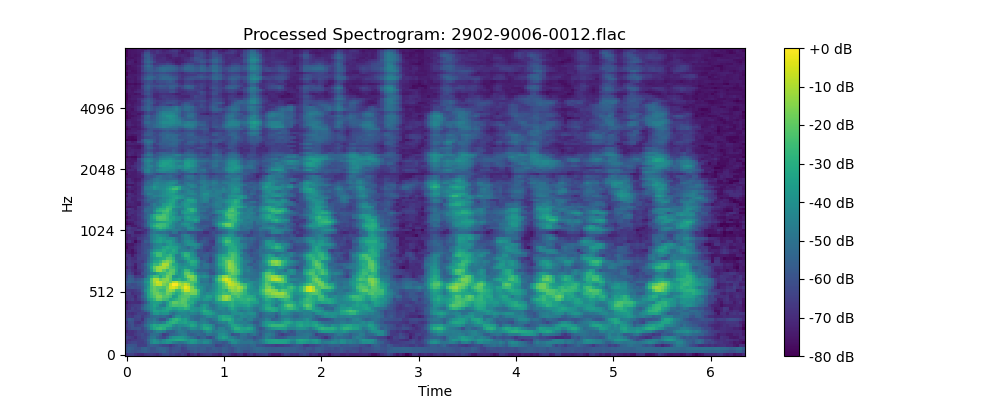 Processed Spectrogram: 2902-9006-0012.flac
Hz
4096
2048
1024
512
0
0 1 2 3 4 5 6
Time
+0 dB
-10 dB
-20 dB
-30 dB
-40 dB
-50 dB
-60 dB
-70 dB
-80 dB